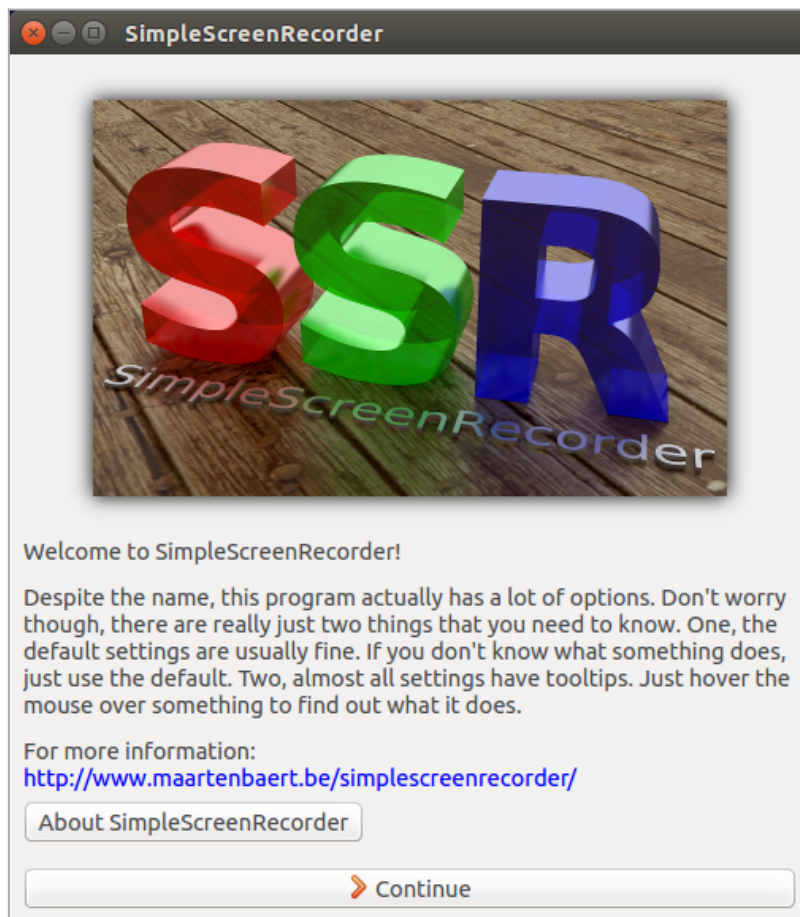 SimpleScreenRecorder
SSR
SimpleScreenRecorder
Welcome to SimpleScreenRecorder!
Despite the name, this program actually has a lot of options. Don't worry
though, there are really just two things that you need to know. One, the
default settings are usually fine. If you don't know what something does,
just use the default. Two, almost all settings have tooltips. Just hover the
mouse over something to find out what it does.
For more information:
http://www.maartenbaert.be/simplescreenrecorder/
About SimpleScreenRecorder
Continue